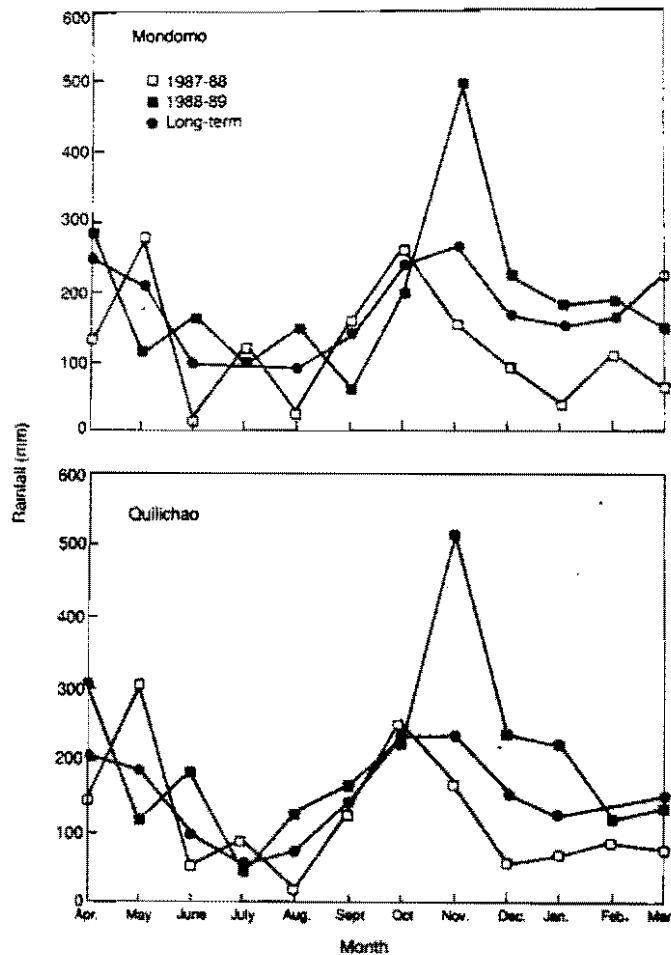 600
Mondomo
1987-88
500
1988-89
Long-term
400
300
200
100
0
Rainfall (mm)
600
Quilichao
500
400
300
200
100
0
Apr. May June July Aug. Sept Oct Nov. Dec. Jan. Feb. Mar
Month